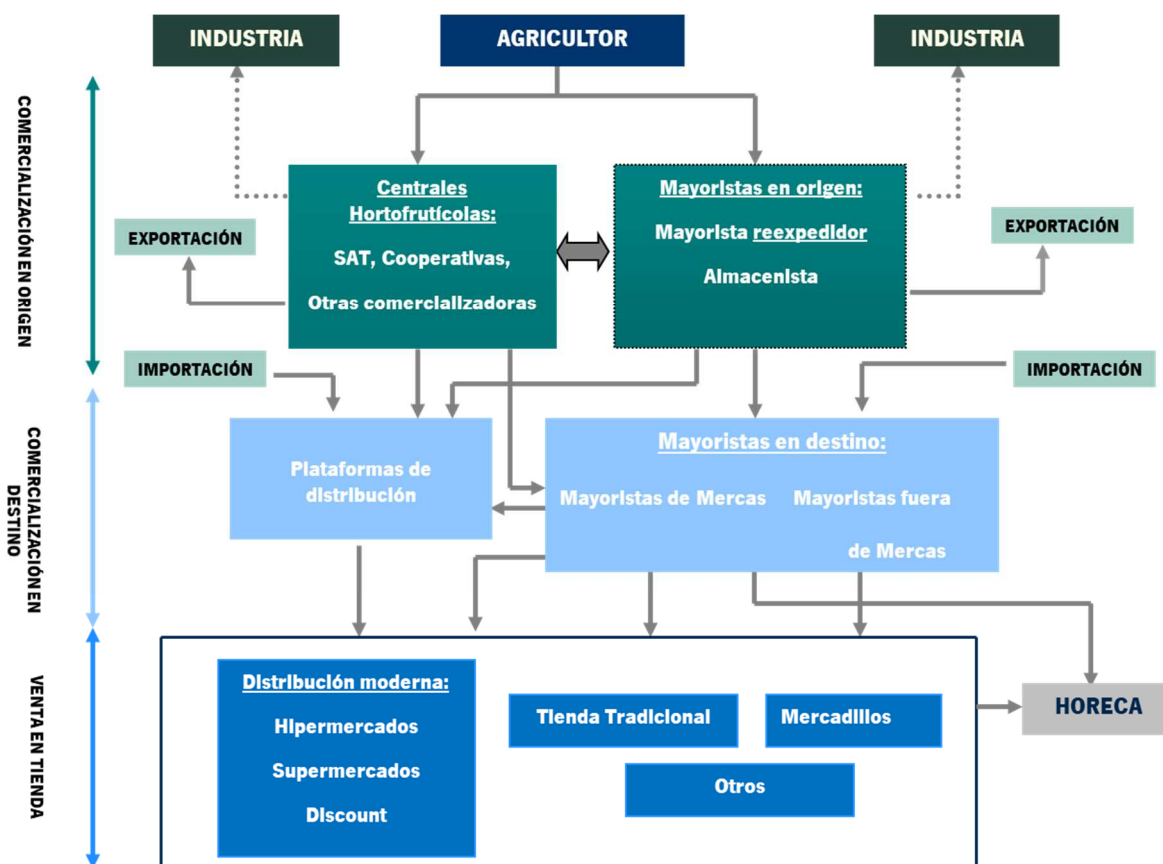 INDUSTRIA
AGRICULTOR
INDUSTRIA
COMERCIALIZACIÓN EN ORIGEN
Centrales
Hortofrutícolas:
SAT, Cooperativas,
Otras comercializadoras
Mayoristas en origen:
Mayorista reexpedidor
Almacenista
EXPORTACIÓN
EXPORTACIÓN
IMPORTACIÓN
IMPORTACIÓN
COMERCIALIZACIÓN EN
DESTINO
Plataformas de
distribución
Mayoristas en destino:
Mayoristas de Mercas
Mayoristas fuera
de Mercas
VENTA EN TIENDA
Distribución moderna:
Hipermercados
Supermercados
Discount
Tienda Tradicional
Mercadillos
Otros
HORECA